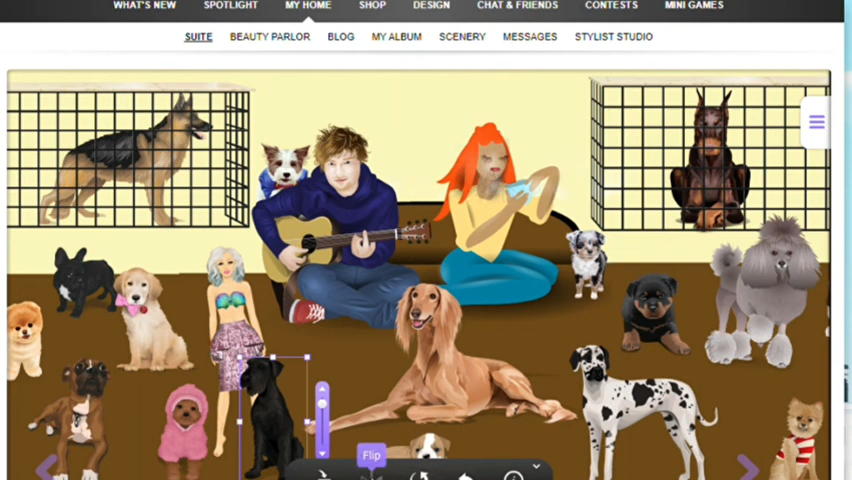 WHAT'S NEW SPOTLIGHT MY HOME SHOP DESIGN CHAT & FRIENDS CONTESTS MINI GAMES
SUITE BEAUTY PARLOR BLOG MY ALBUM SCENERY MESSAGES STYLIST STUDIO
Flip